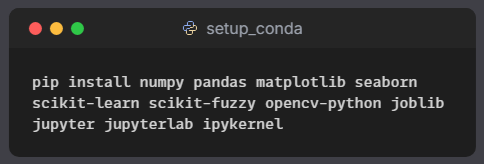 setup_conda
pip install numpy pandas matplotlib seaborn
scikit-learn scikit-fuzzy opencv-python joblib
jupyter jupyterlab ipykernel